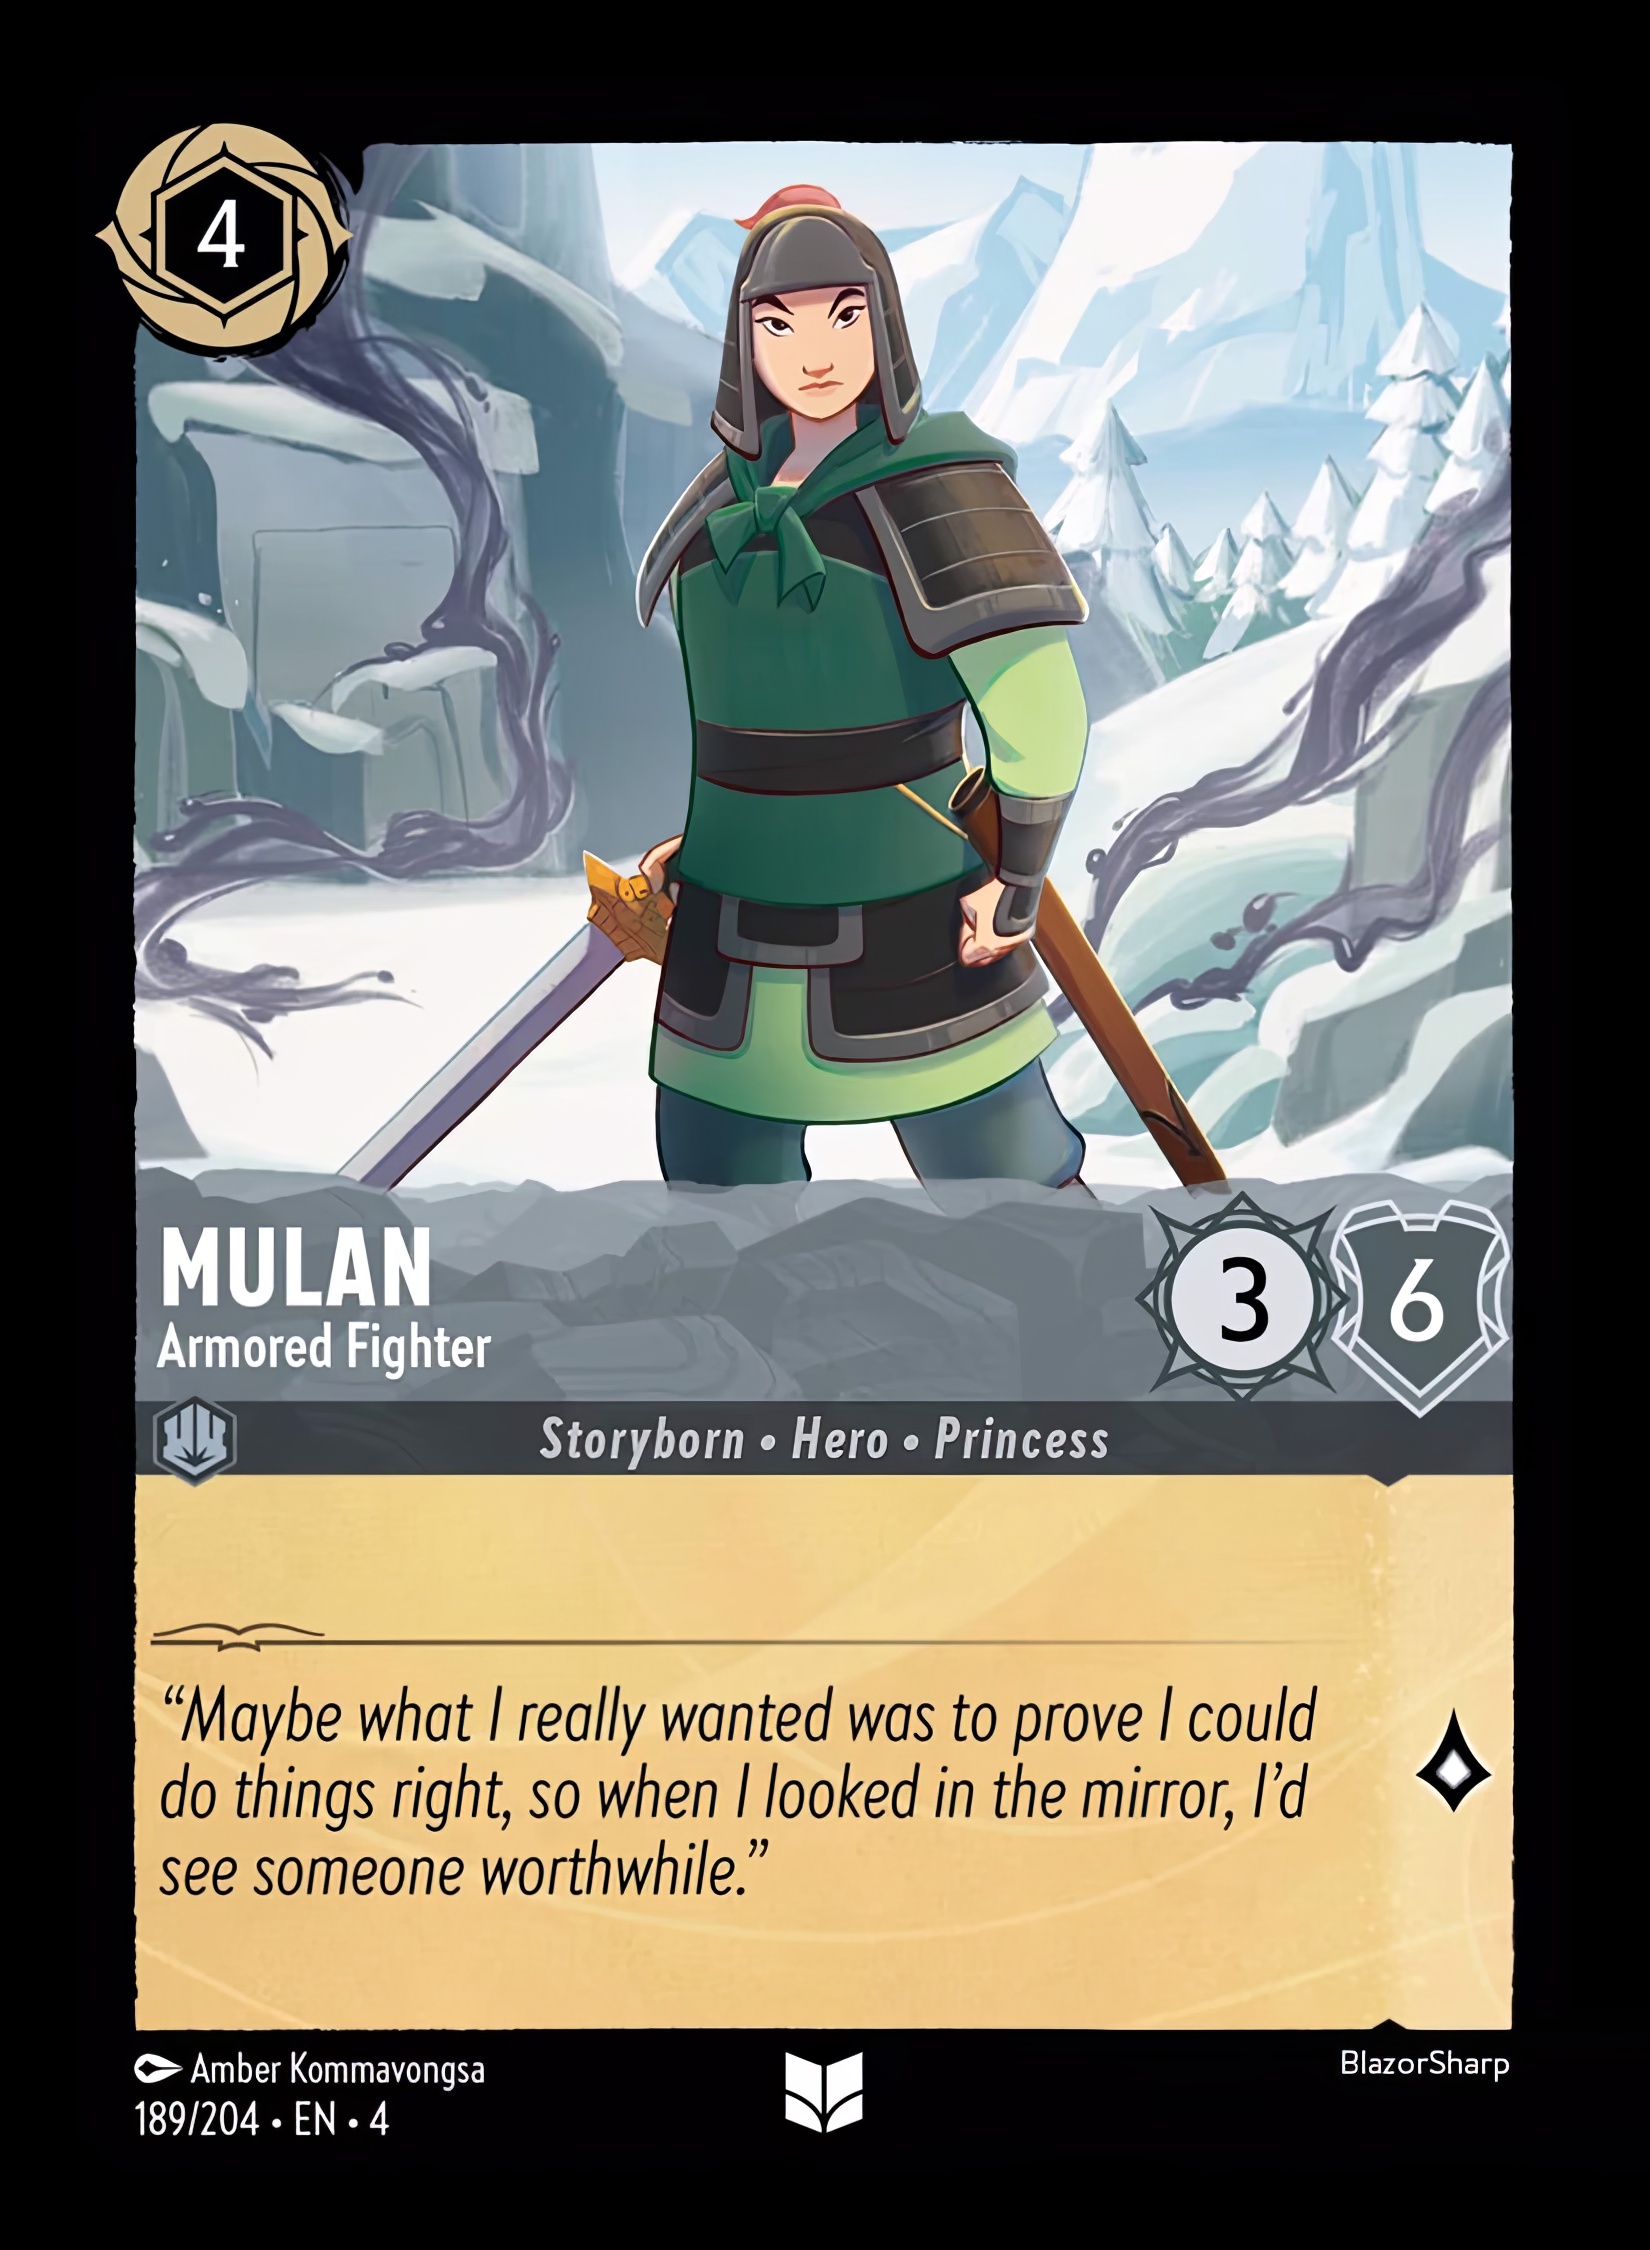 4
MULAN
Armored Fighter
3
6
Storyborn • Hero • Princess
“Maybe what I really wanted was to prove I could
do things right, so when I looked in the mirror, I’d
see someone worthwhile.”
Amber Kommavongsa
BlazorSharp
189/204 • EN • 4